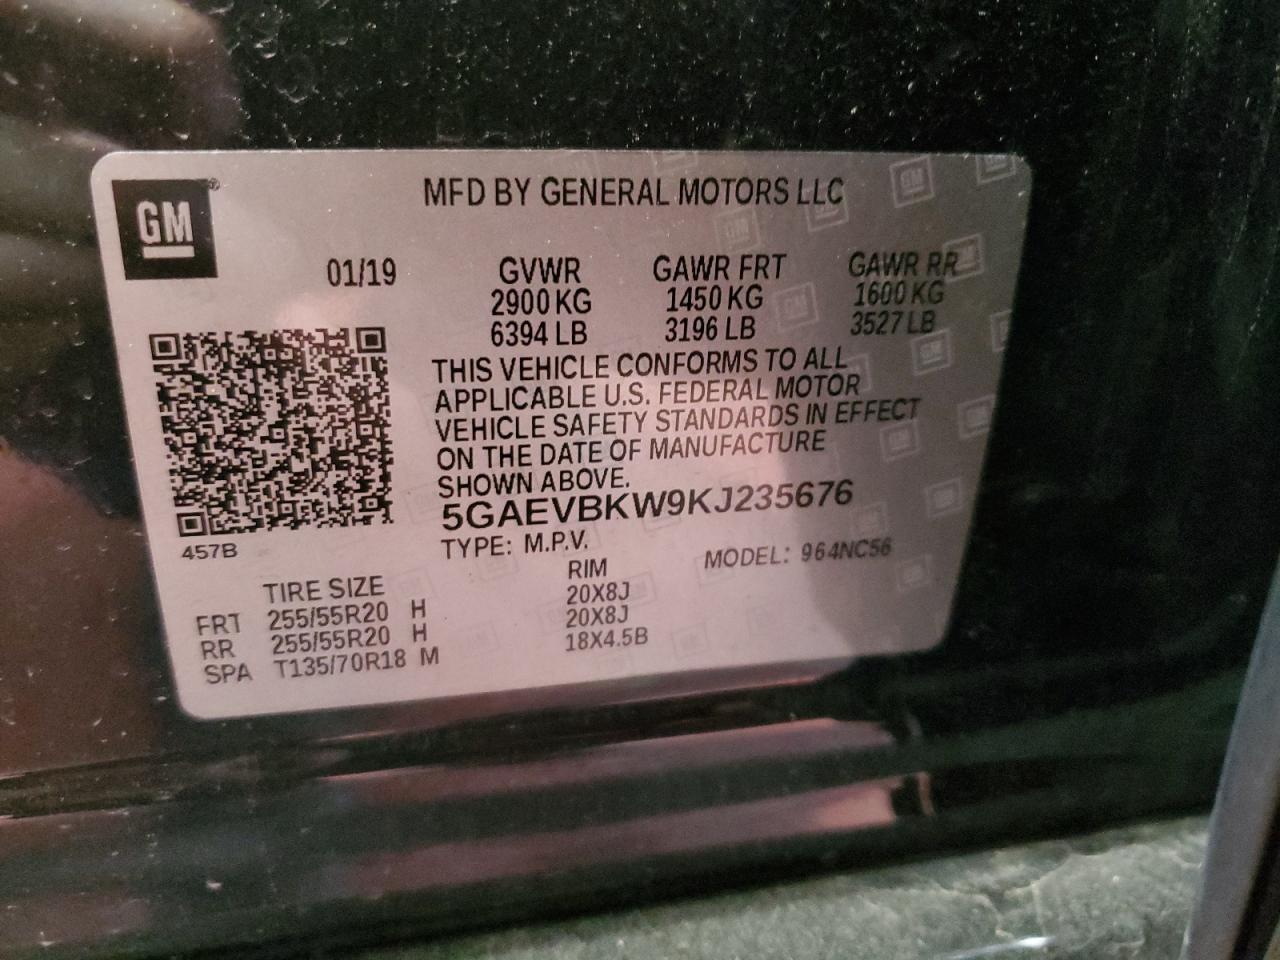 GM
MFD BY GENERAL MOTORS LLC
01/19 GVWR GAWR FRT GAWR RR
2900 KG 1450 KG 1600 KG
6394 LB 3196 LB 3527 LB
THIS VEHICLE CONFORMS TO ALL
APPLICABLE U.S. FEDERAL MOTOR
VEHICLE SAFETY STANDARDS IN EFFECT
ON THE DATE OF MANUFACTURE
SHOWN ABOVE.
5GAEVBKW9KJ235676
457B
TYPE: M.P.V. MODEL: 964NC56
TIRE SIZE RIM
FRT 255/55R20 H 20X8J
RR 255/55R20 H 20X8J
SPA T135/70R18 M 18X4.5B